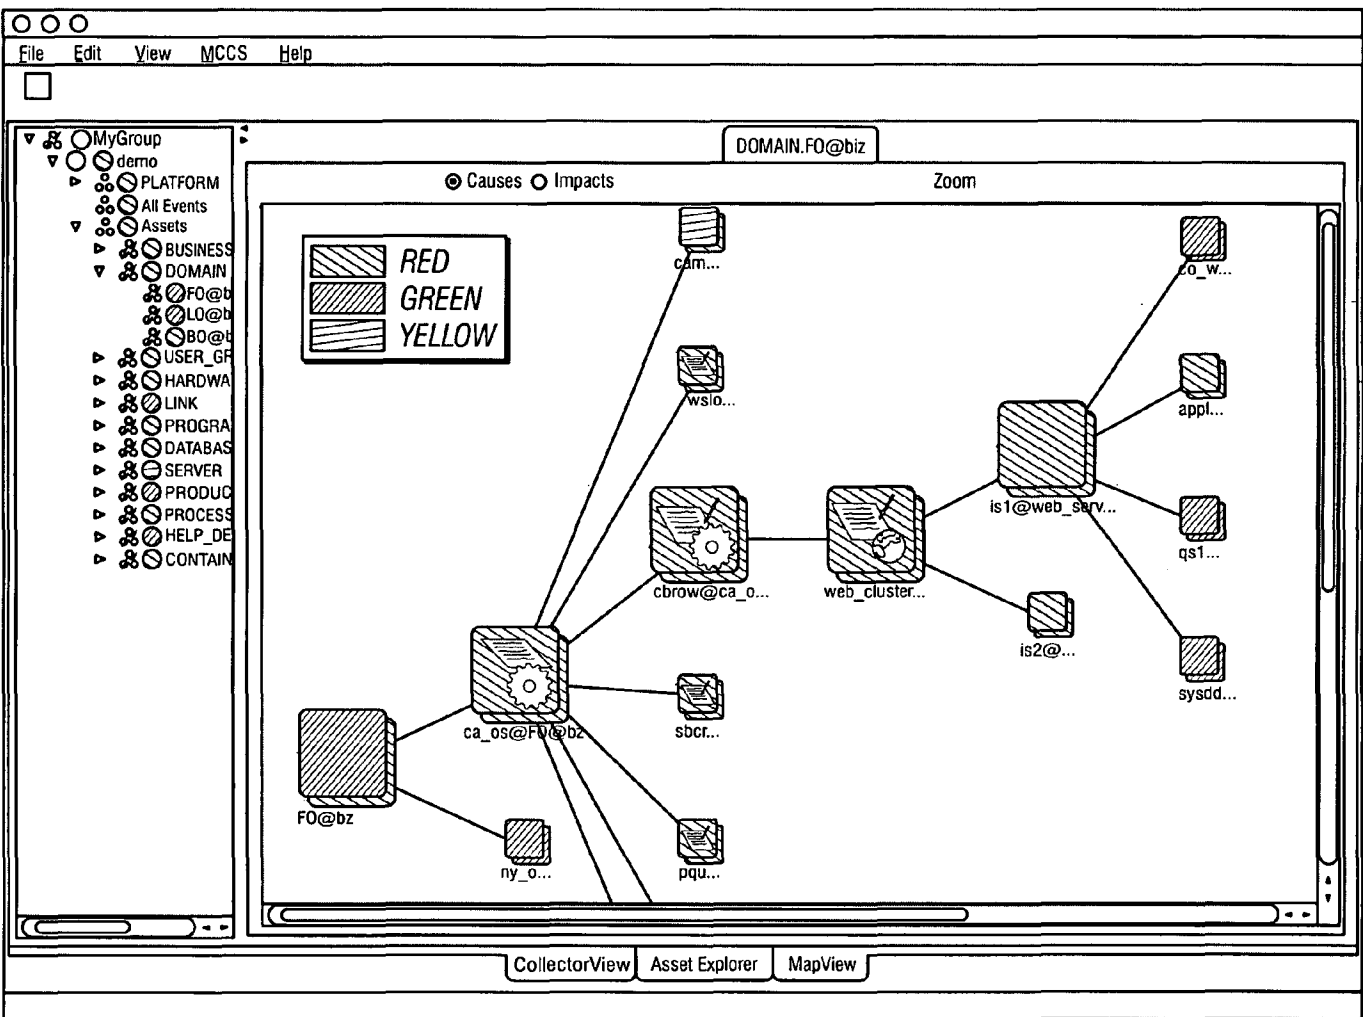 File Edit View MCCS Help
MyGroup
demo
PLATFORM
All Events
Assets
BUSINESS
DOMAIN
FO@b
LO@b
BO@b
USER_GR
HARDWA
LINK
PROGRA
DATABAS
SERVER
PRODUC
PROCESS
HELP_DE
CONTAIN
DOMAIN.FO@biz
Causes Impacts Zoom
RED
GREEN
YELLOW
cam...
wslo...
cbrow@ca_o...
web_cluster...
is1@web_serv...
co_w...
appl...
qs1...
is2@...
sysdd...
ca_os@FO@bz
sbcr...
FO@bz
ny_o...
pqu...
CollectorView Asset Explorer MapView